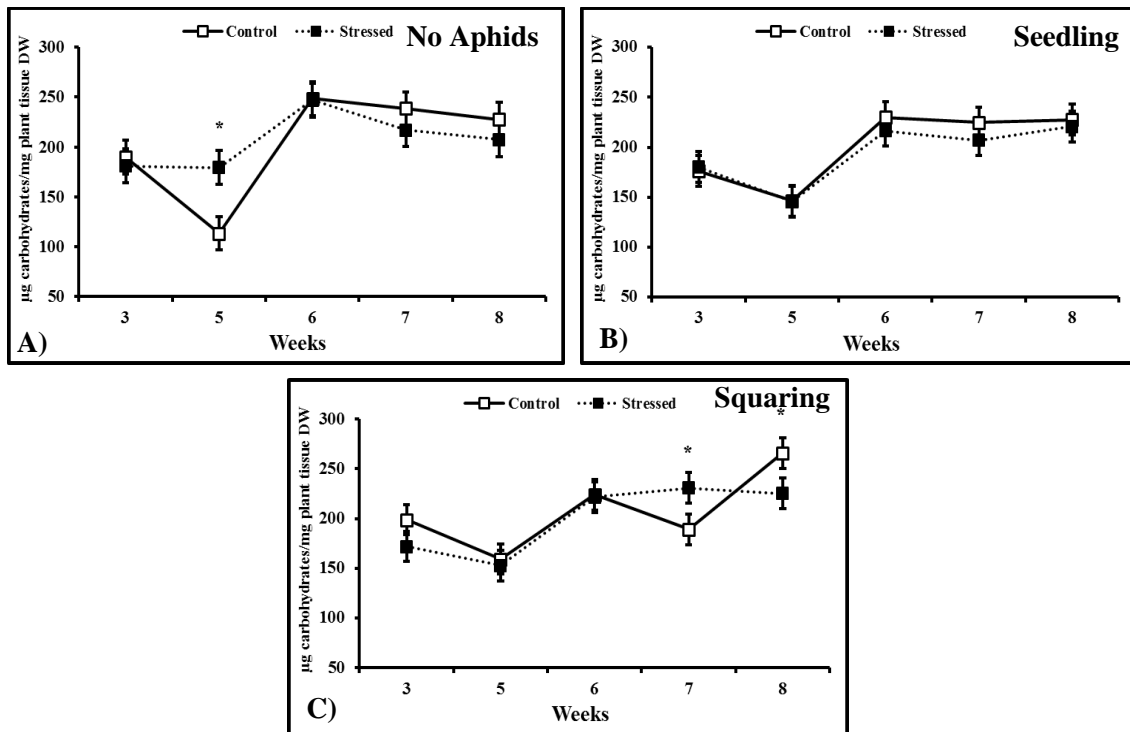 Control Stressed No Aphids
µg carbohydrates/mg plant tissue DW
300
250
200
150
100
50
*
3 5 6 7 8
Weeks
A)
Control Stressed Seedling
µg carbohydrates/mg plant tissue DW
300
250
200
150
100
50
3 5 6 7 8
Weeks
B)
Control Stressed Squaring
µg carbohydrates/mg plant tissue DW
300
250
200
150
100
50
* *
3 5 6 7 8
Weeks
C)